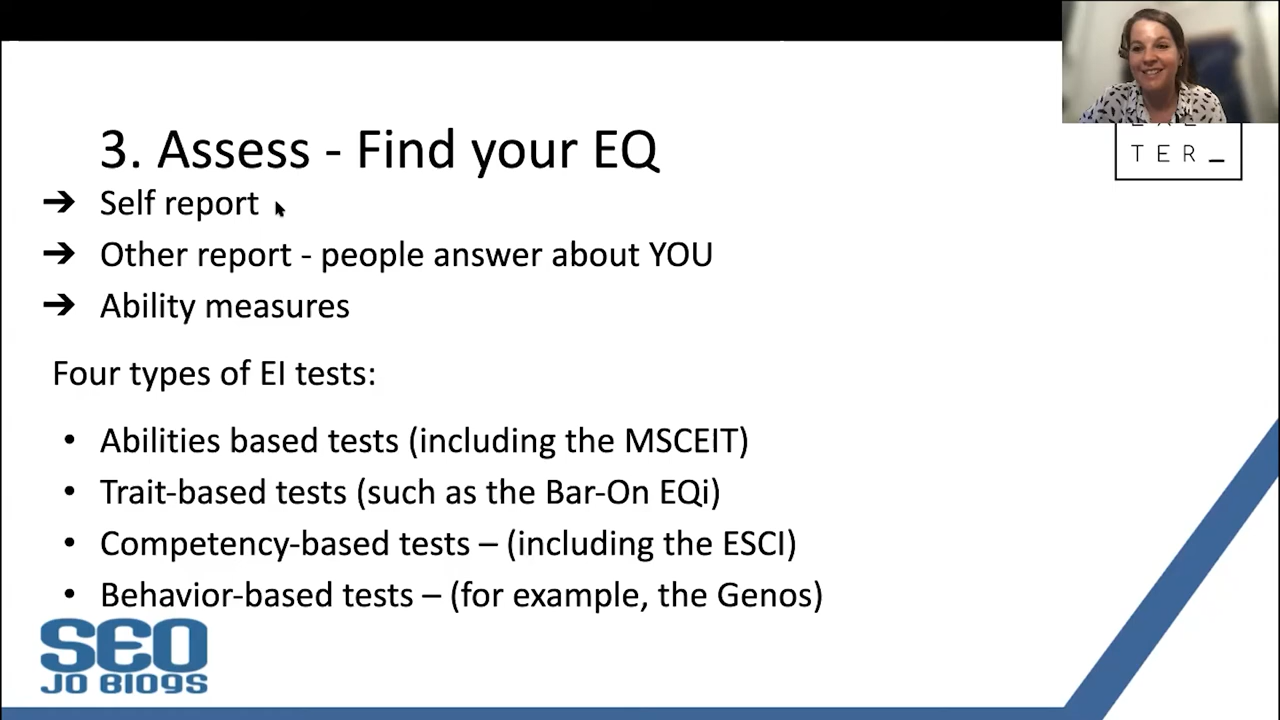 3. Assess - Find your EQ
TER_
➔ Self report
➔ Other report - people answer about YOU
➔ Ability measures
Four types of EI tests:
• Abilities based tests (including the MSCEIT)
• Trait-based tests (such as the Bar-On EQi)
• Competency-based tests – (including the ESCI)
• Behavior-based tests – (for example, the Genos)
SEO
JO Blogs